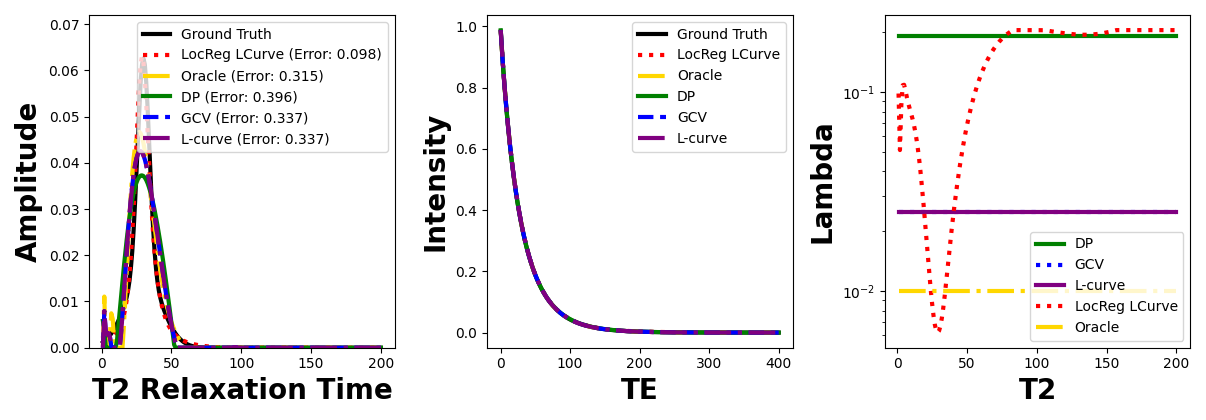 0.07
0.06
0.05
0.04
0.03
0.02
0.01
0.00
Amplitude
Ground Truth
LocReg LCurve (Error: 0.098)
Oracle (Error: 0.315)
DP (Error: 0.396)
GCV (Error: 0.337)
L-curve (Error: 0.337)
0 50 100 150 200
T2 Relaxation Time
1.0
0.8
0.6
0.4
0.2
0.0
Intensity
Ground Truth
LocReg LCurve
Oracle
DP
GCV
L-curve
0 100 200 300 400
TE
10⁻¹
10⁻²
Lambda
DP
GCV
L-curve
LocReg LCurve
Oracle
0 50 100 150 200
T2